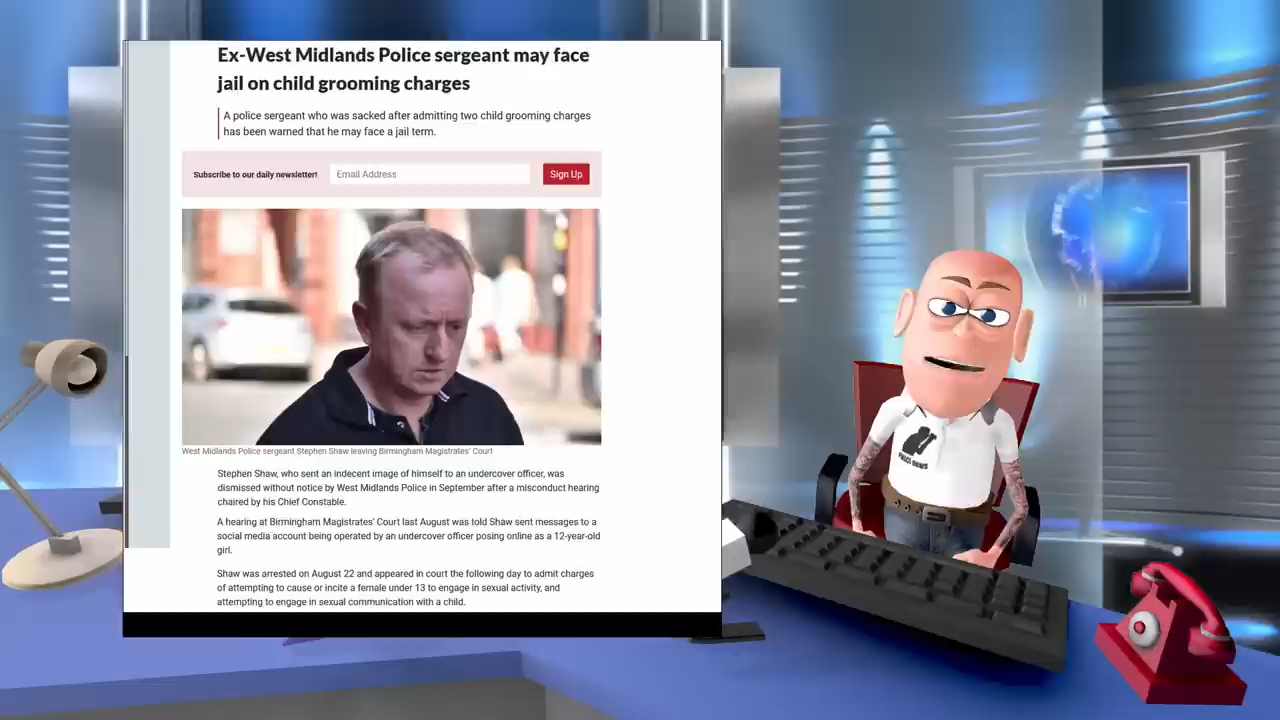 Ex-West Midlands Police sergeant may face
jail on child grooming charges
A police sergeant who was sacked after admitting two child grooming charges
has been warned that he may face a jail term.
Subscribe to our daily newsletter!
Email Address
Sign Up
West Midlands Police sergeant Stephen Shaw leaving Birmingham Magistrates' Court
Stephen Shaw, who sent an indecent image of himself to an undercover officer, was
dismissed without notice by West Midlands Police in September after a misconduct hearing
chaired by his Chief Constable.
A hearing at Birmingham Magistrates' Court last August was told Shaw sent messages to a
social media account being operated by an undercover officer posing online as a 12-year-old
girl.
Shaw was arrested on August 22 and appeared in court the following day to admit charges
of attempting to cause or incite a female under 13 to engage in sexual activity, and
attempting to engage in sexual communication with a child.